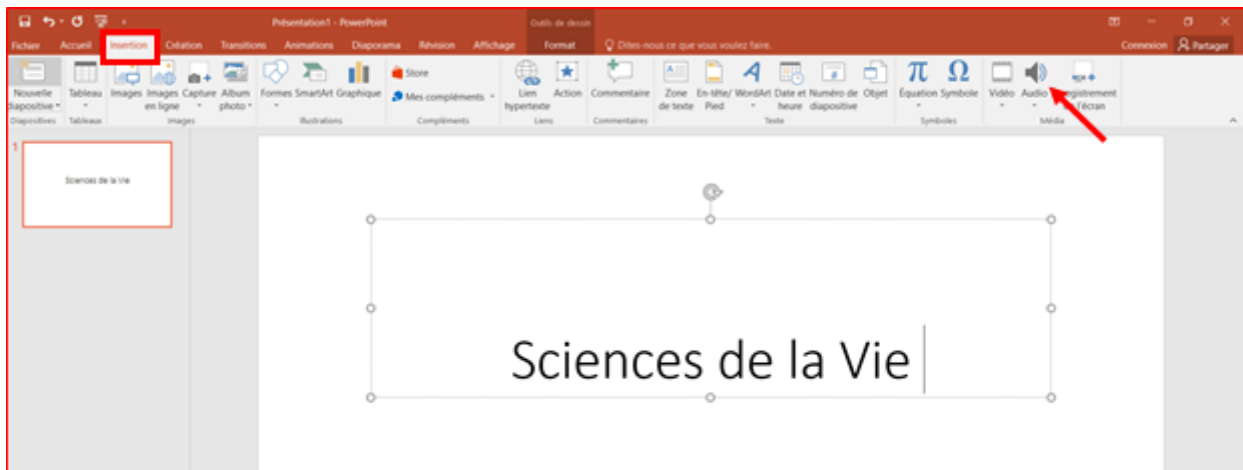 Présentation1 - PowerPoint
Outils de dessin
Fichier Accueil Insertion Création Transitions Animations Diaporama Révision Affichage Format Dites-nous ce que vous voulez faire. Connexion Partager
Nouvelle diapositive Tableau Images Images en ligne Capture Album photo Formes SmartArt Graphique
Store
Mes compléments
Lien hypertexte Action Commentaire Zone de texte En-tête/ Pied WordArt Date et heure Numéro de diapositive Objet Équation Symbole Vidéo Audio
Diapositives Tableaux Images Illustrations Compléments Liens Commentaires Texte Symboles Média
1
Sciences de la Vie
Sciences de la Vie